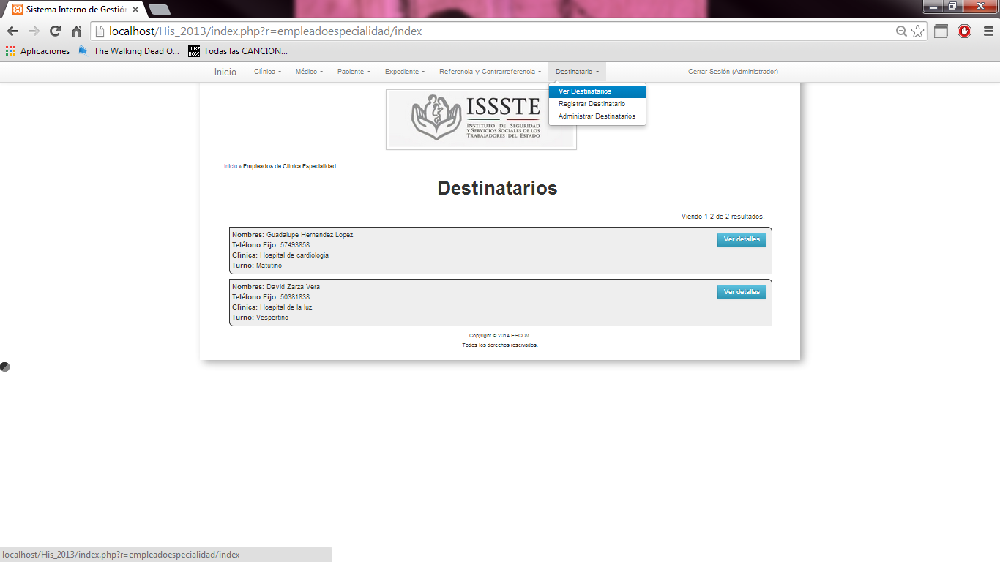 Sistema Interno de Gestión
localhost/His_2013/index.php?r=empleadoespecialidad/index
Aplicaciones The Walking Dead O... JUKE BOX Todas las CANCION...
Inicio Clínica Médico Paciente Expediente Referencia y Contrarreferencia Destinatario Cerrar Sesión (Administrador)
Ver Destinatarios
Registrar Destinatario
Administrar Destinatarios
ISSSTE
INSTITUTO DE SEGURIDAD
Y SERVICIOS SOCIALES DE LOS
TRABAJADORES DEL ESTADO
Inicio » Empleados de Clinica Especialidad
Destinatarios
Viendo 1-2 de 2 resultados.
Nombres: Guadalupe Hernandez Lopez
Ver detalles
Teléfono Fijo: 57493858
Clínica: Hospital de cardiologia
Turno: Matutino
Nombres: David Zarza Vera
Ver detalles
Teléfono Fijo: 50381838
Clínica: Hospital de la luz
Turno: Vespertino
Copyright © 2014 ESCOM.
Todos los derechos reservados.
localhost/His_2013/index.php?r=empleadoespecialidad/index